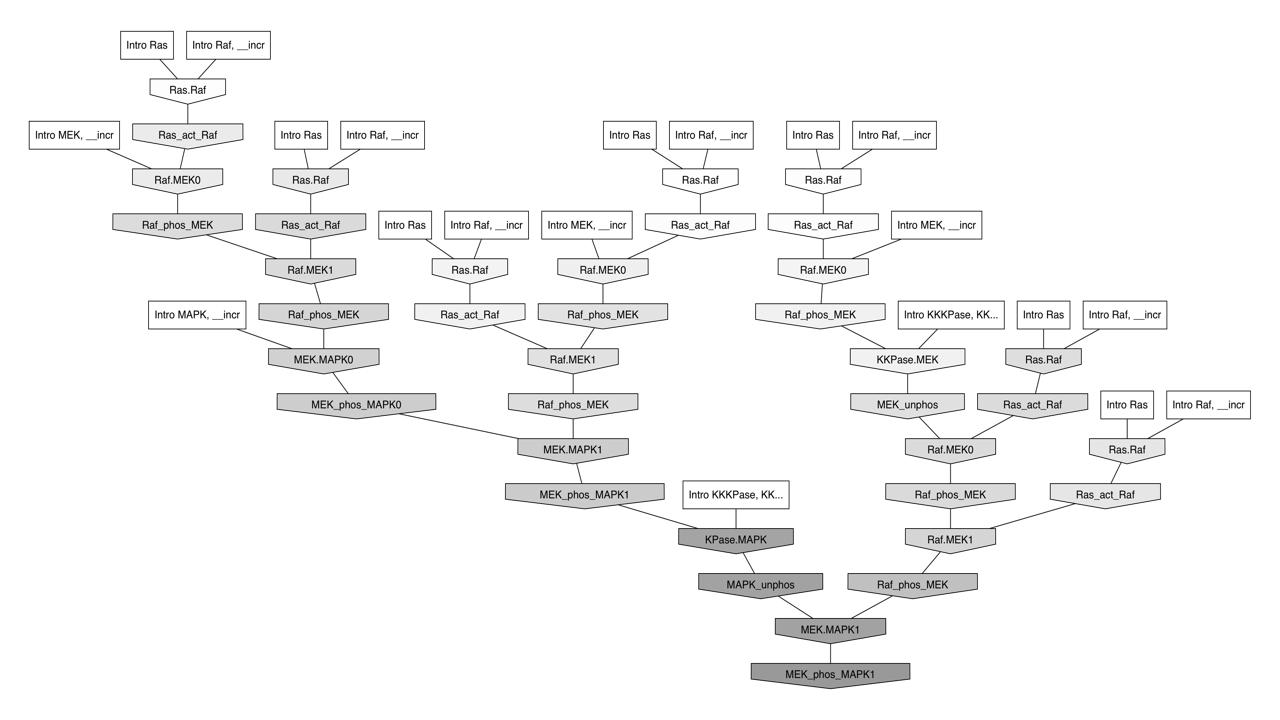 Intro Ras
Intro Raf, __incr
Ras.Raf
Intro MEK, __incr
Ras_act_Raf
Intro Ras
Intro Raf, __incr
Intro Ras
Intro Raf, __incr
Intro Ras
Intro Raf, __incr
Raf.MEK0
Ras.Raf
Ras.Raf
Ras.Raf
Raf_phos_MEK
Ras_act_Raf
Intro Ras
Intro Raf, __incr
Intro MEK, __incr
Ras_act_Raf
Ras_act_Raf
Intro MEK, __incr
Raf.MEK1
Ras.Raf
Raf.MEK0
Raf.MEK0
Intro MAPK, __incr
Raf_phos_MEK
Ras_act_Raf
Raf_phos_MEK
Raf_phos_MEK
Intro KKKPase, KK...
Intro Ras
Intro Raf, __incr
MEK.MAPK0
Raf.MEK1
KKPase.MEK
Ras.Raf
MEK_phos_MAPK0
Raf_phos_MEK
MEK_unphos
Ras_act_Raf
Intro Ras
Intro Raf, __incr
MEK.MAPK1
Raf.MEK0
Ras.Raf
MEK_phos_MAPK1
Intro KKKPase, KK...
Raf_phos_MEK
Ras_act_Raf
KPase.MAPK
Raf.MEK1
MAPK_unphos
Raf_phos_MEK
MEK.MAPK1
MEK_phos_MAPK1